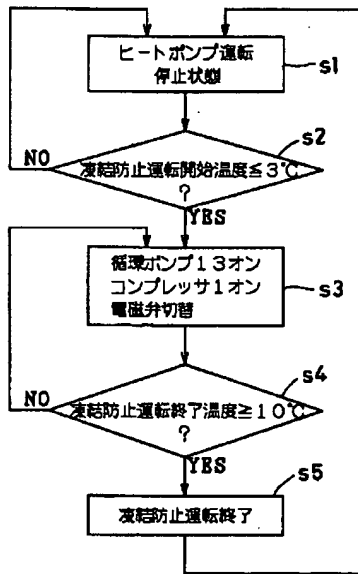 ヒートポンプ運転
停止状態
s1
s2
NO
凍結防止運転開始温度≦3℃
?
YES
循環ポンプ13オン
コンプレッサ1オン
電磁弁切替
s3
s4
NO
凍結防止運転終了温度≧10℃
?
YES
s5
凍結防止運転終了